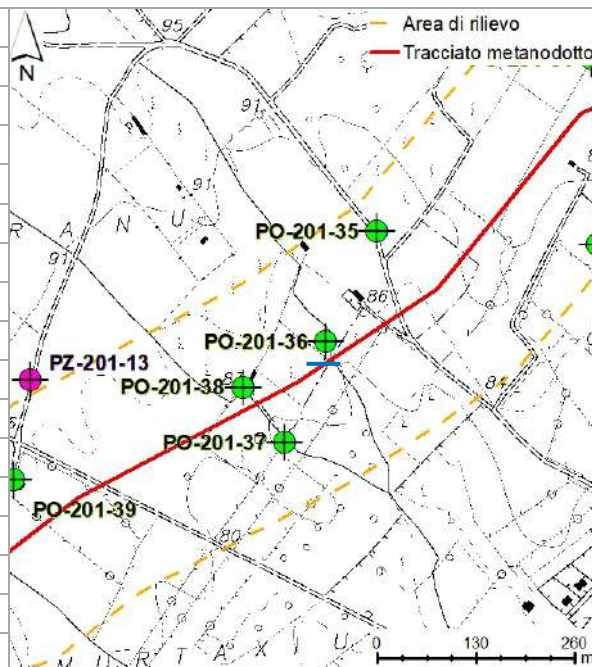 95
Area di rilievo
Tracciato metanodotto
N
91
91
R A N U
PO-201-35
91
86
PO-201-36
PZ-201-13
PO-201-38
84
PO-201-37
PO-201-39
80
M U R T A X I U
0 130 260
m